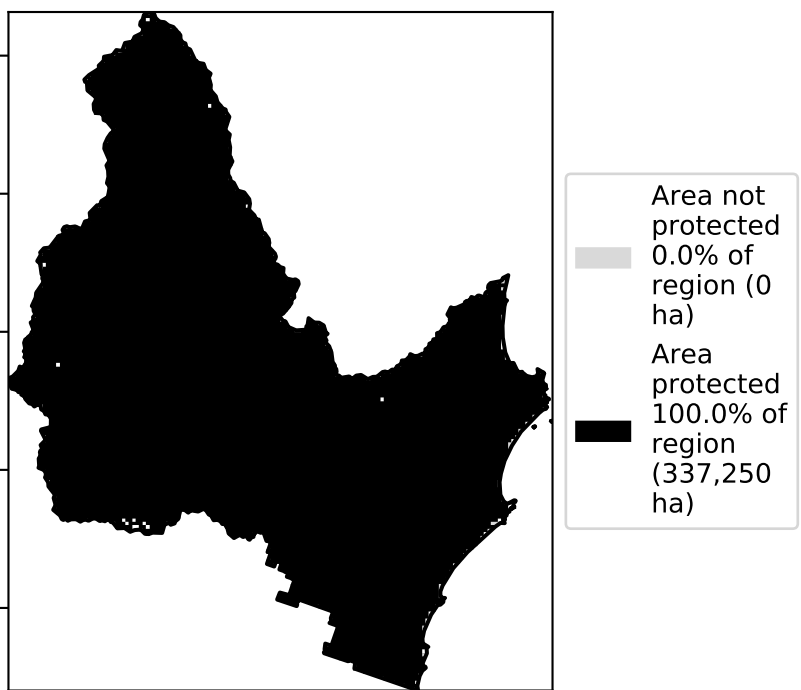 Area not
protected
0.0% of
region (0
ha)
Area
protected
100.0% of
region
(337,250
ha)